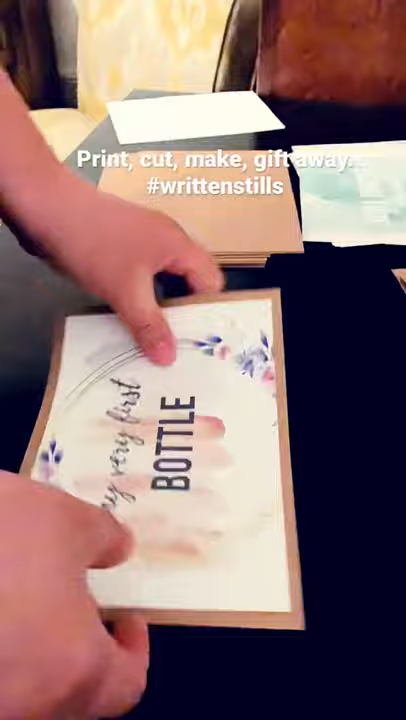 Print, cut, make, gift away...
#writtenstills
my very first
BOTTLE